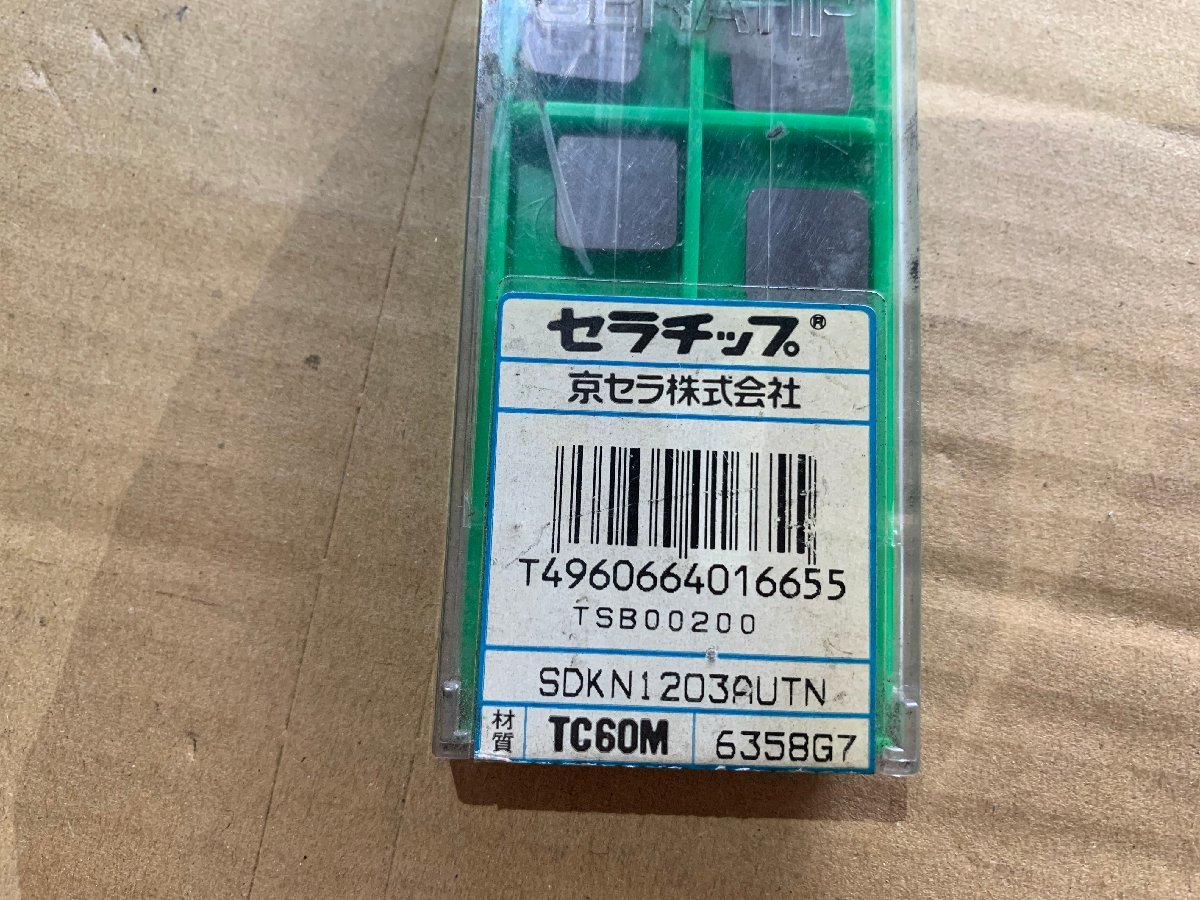 CERATIP
セラチップ®
京セラ株式会社
T4960664016655
TSB00200
SDKN1203AUTN
材質 TC60M 6358G7